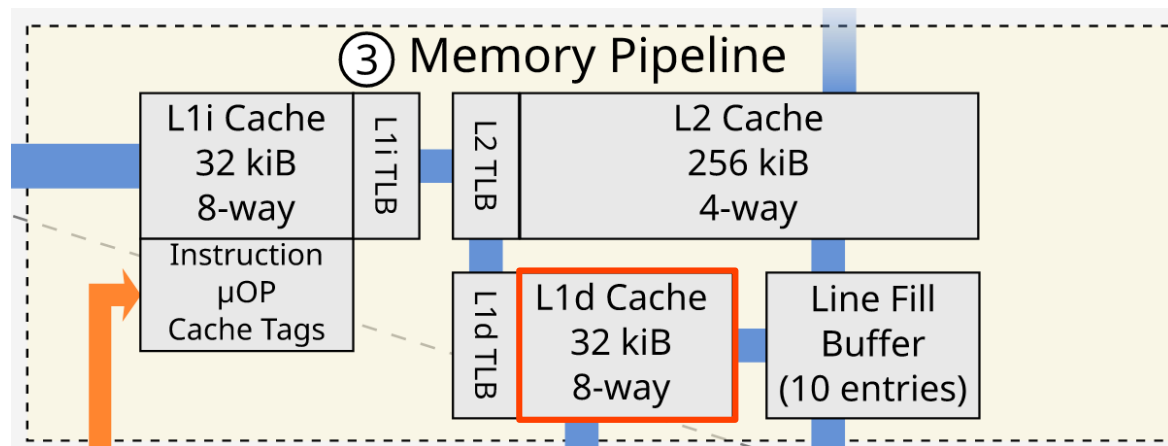 3 Memory Pipeline
L1i Cache
32 kiB
8-way
L1i TLB
L2 TLB
L2 Cache
256 kiB
4-way
Instruction
µOP
Cache Tags
L1d TLB
L1d Cache
32 kiB
8-way
Line Fill
Buffer
(10 entries)